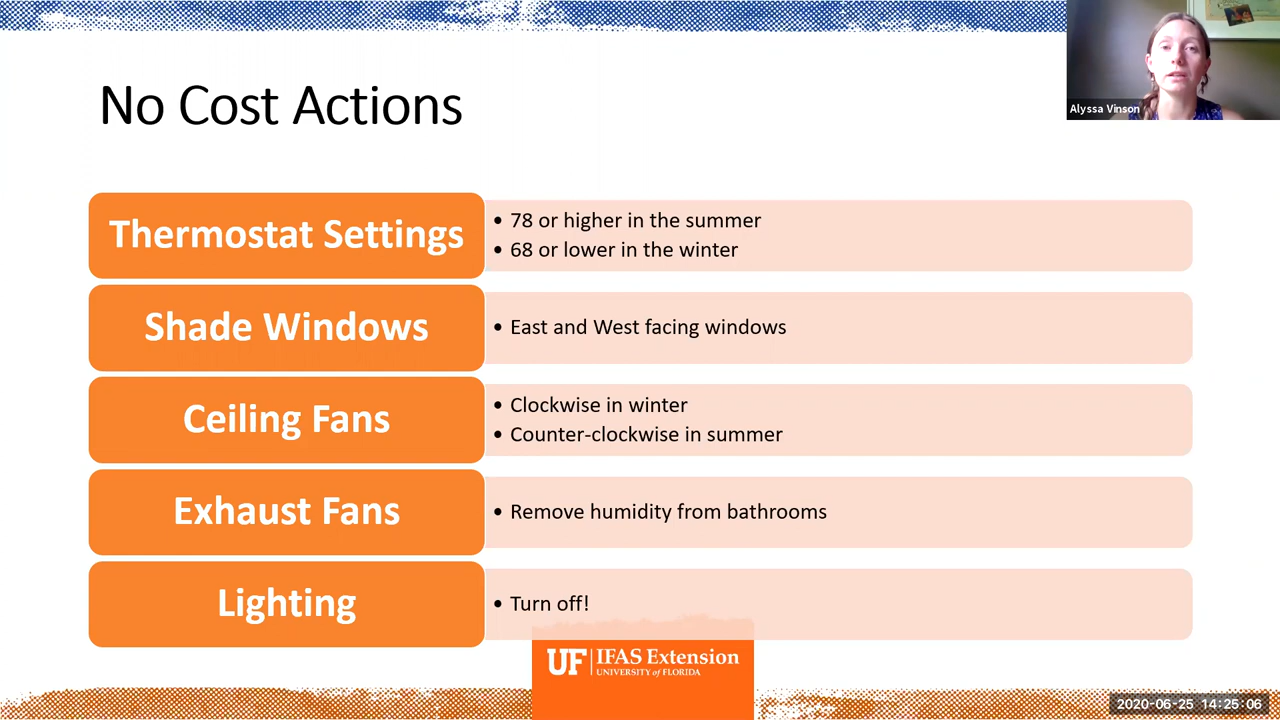 Alyssa Vinson
No Cost Actions
Thermostat Settings
• 78 or higher in the summer
• 68 or lower in the winter
Shade Windows
• East and West facing windows
Ceiling Fans
• Clockwise in winter
• Counter-clockwise in summer
Exhaust Fans
• Remove humidity from bathrooms
Lighting
• Turn off!
UF IFAS Extension
UNIVERSITY of FLORIDA
2020-06-25 14:25:06